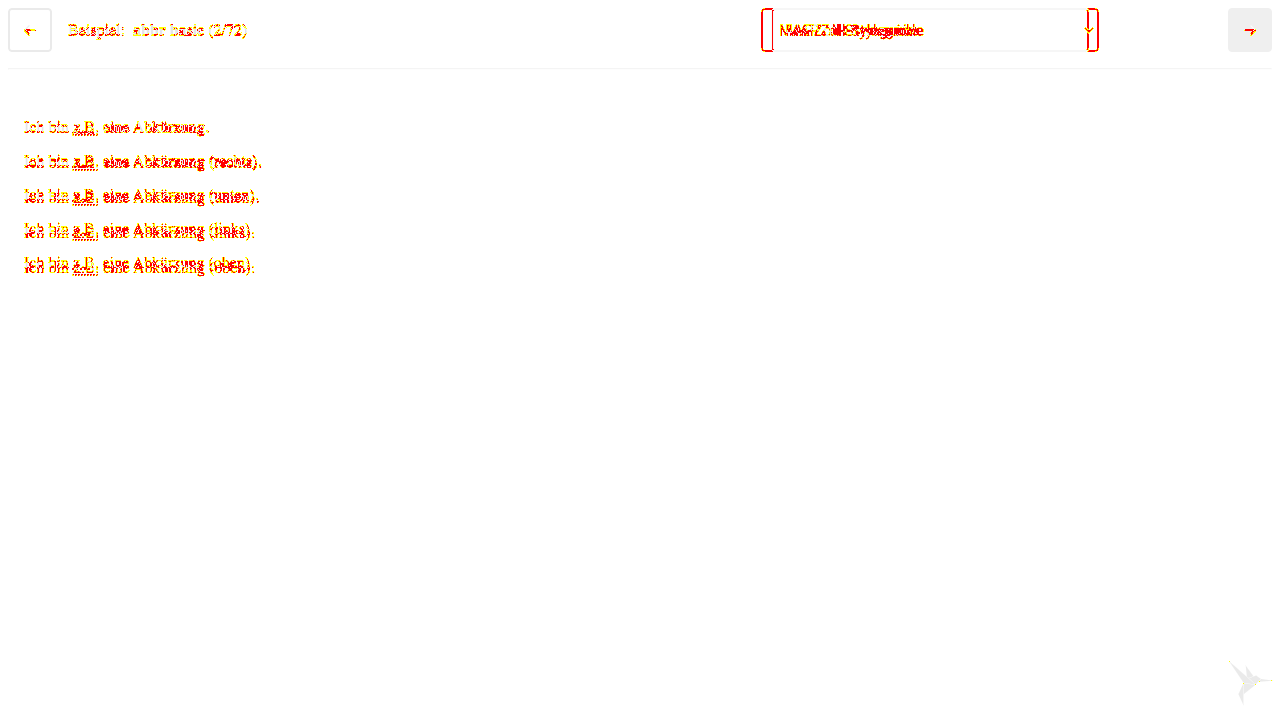 ← Beispiel: abbr basic (2/72) →
Ich bin z.B. eine Abkürzung.
Ich bin z.B. eine Abkürzung (rechts).
Ich bin z.B. eine Abkürzung (unten).
Ich bin z.B. eine Abkürzung (links).
Ich bin z.B. eine Abkürzung (oben).